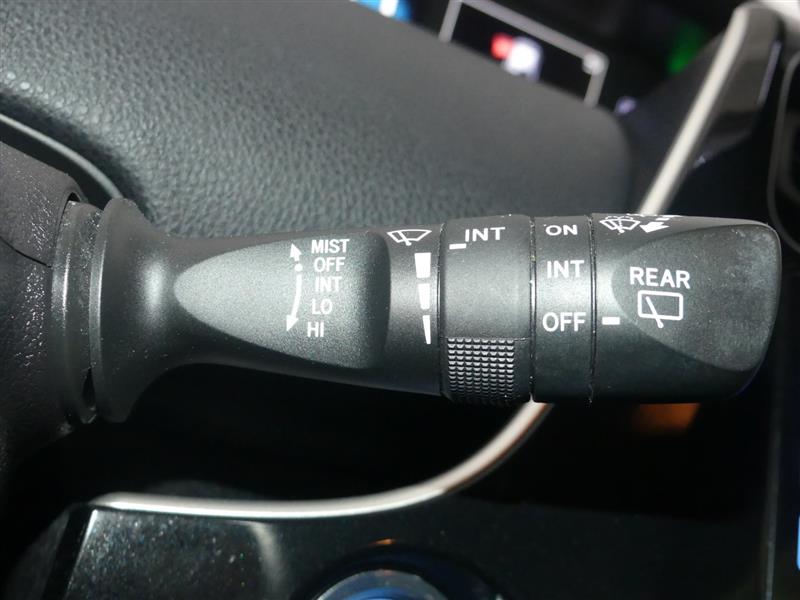 MIST
OFF
INT
LO
HI
INT
ON
INT
OFF
REAR